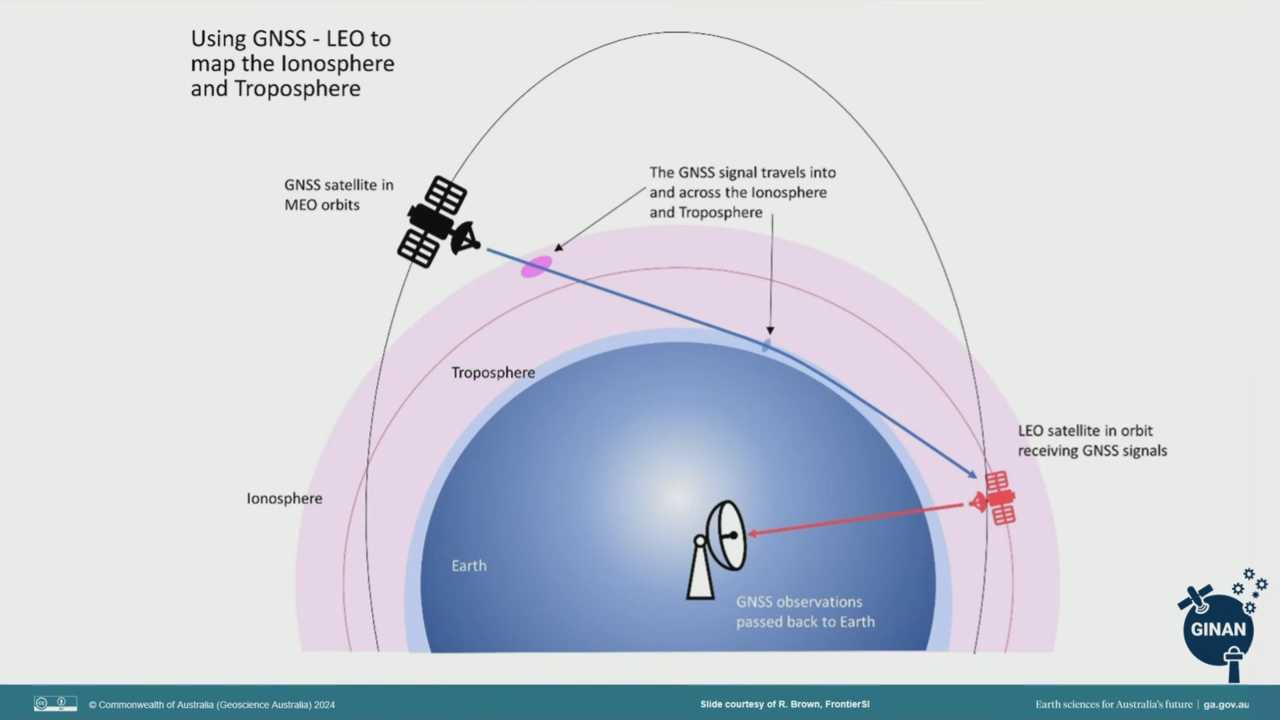 Using GNSS - LEO to
map the Ionosphere
and Troposphere
GNSS satellite in
MEO orbits
The GNSS signal travels into
and across the Ionosphere
and Troposphere
Troposphere
LEO satellite in orbit
receiving GNSS signals
Ionosphere
Earth
GNSS observations
passed back to Earth
GINAN
© Commonwealth of Australia (Geoscience Australia) 2024
Slide courtesy of R. Brown, FrontierSI
Earth sciences for Australia's future | ga.gov.au